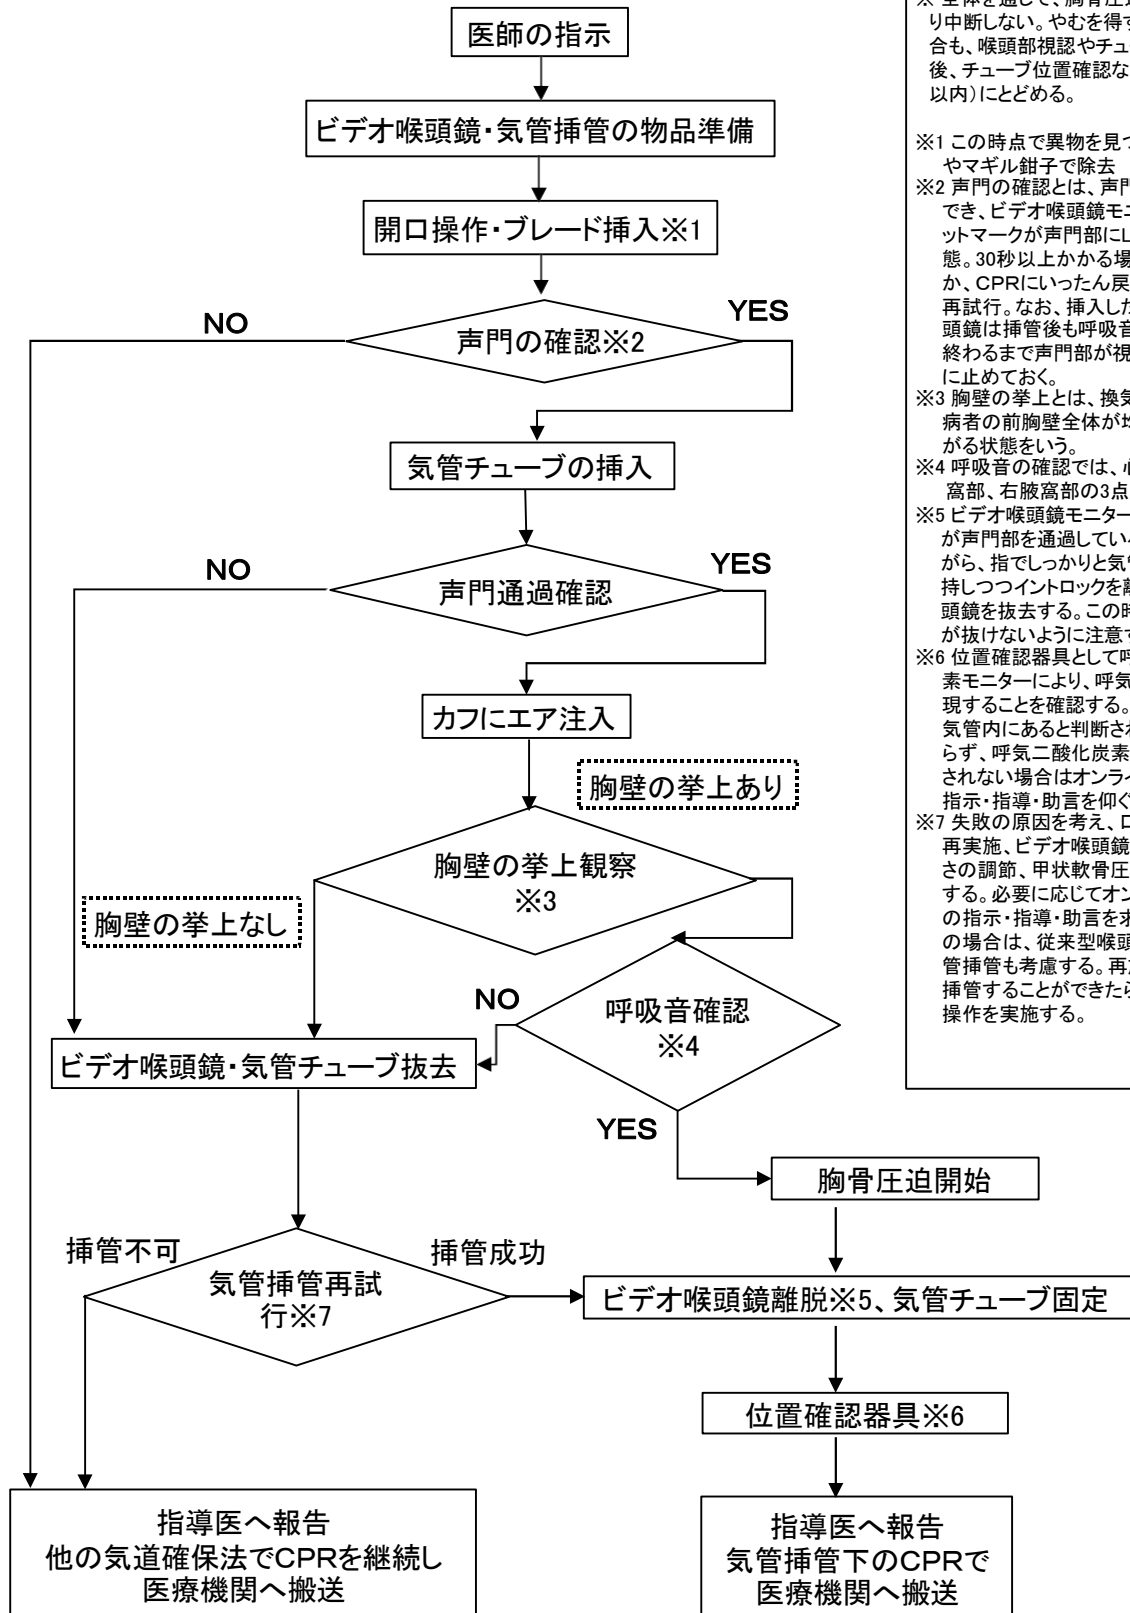 医師の指示
ビデオ喉頭鏡・気管挿管の物品準備
開口操作・ブレード挿入※1
NO
声門の確認※2
YES
気管チューブの挿入
NO
声門通過確認
YES
カフにエア注入
胸壁の挙上あり
胸壁の挙上観察
※3
胸壁の挙上なし
NO
呼吸音確認
※4
YES
ビデオ喉頭鏡・気管チューブ抜去
胸骨圧迫開始
挿管不可
気管挿管再試
行※7
挿管成功
ビデオ喉頭鏡離脱※5、気管チューブ固定
位置確認器具※6
指導医へ報告
他の気道確保法でCPRを継続し
医療機関へ搬送
指導医へ報告
気管挿管下のCPRで
医療機関へ搬送
※ 全体を通して、胸骨圧迫
り中断しない。やむを得
合も、喉頭部視認やチュ
後、チューブ位置確認な
以内)にとどめる。
※1 この時点で異物を見
やマギル鉗子で除去
※2 声門の確認とは、声門
でき、ビデオ喉頭鏡モニ
ットマークが声門部に
態。30秒以上かかる場
か、CPRにいったん戻
再試行。なお、挿入した
頭鏡は挿管後も呼吸音
終わるまで声門部が視
に止めておく。
※3 胸壁の挙上とは、換気
病者の前胸壁全体が
がる状態をいう。
※4 呼吸音の確認では、
窩部、右腋窩部の3点
※5 ビデオ喉頭鏡モニター
が声門部を通過してい
がら、指でしっかりと気
持しつつイントロックを
頭鏡を抜去する。この
が抜けないように注意
※6 位置確認器具として呼
素モニターにより、呼気
現することを確認する。
気管内にあると判断さ
らず、呼気二酸化炭素
されない場合はオンライ
指示・指導・助言を仰ぐ
※7 失敗の原因を考え、
再実施、ビデオ喉頭鏡
さの調節、甲状軟骨圧
する。必要に応じてオン
の指示・指導・助言を求
の場合は、従来型喉頭
管挿管も考慮する。再
挿管することができたら
操作を実施する。